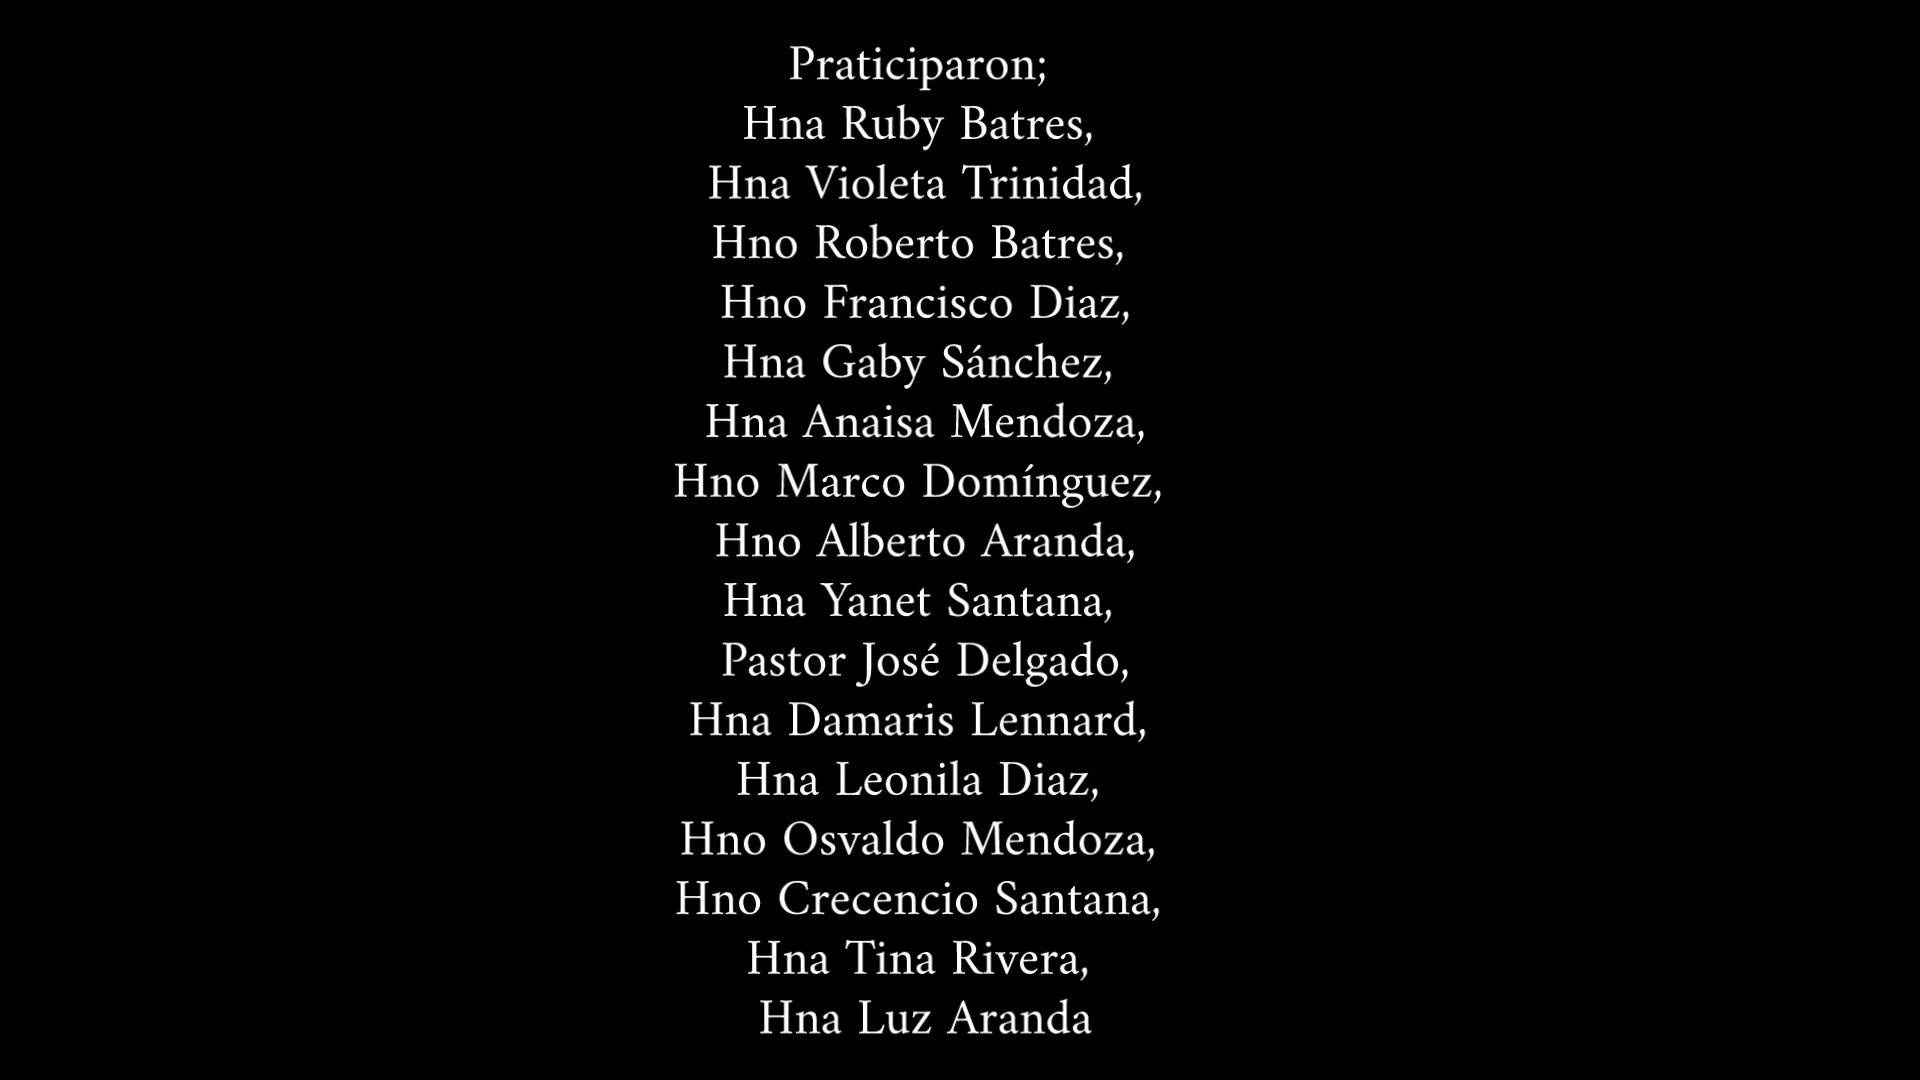 Praticiparon;
Hna Ruby Batres,
Hna Violeta Trinidad,
Hno Roberto Batres,
Hno Francisco Diaz,
Hna Gaby Sánchez,
Hna Anaisa Mendoza,
Hno Marco Domínguez,
Hno Alberto Aranda,
Hna Yanet Santana,
Pastor José Delgado,
Hna Damaris Lennard,
Hna Leonila Diaz,
Hno Osvaldo Mendoza,
Hno Crecencio Santana,
Hna Tina Rivera,
Hna Luz Aranda